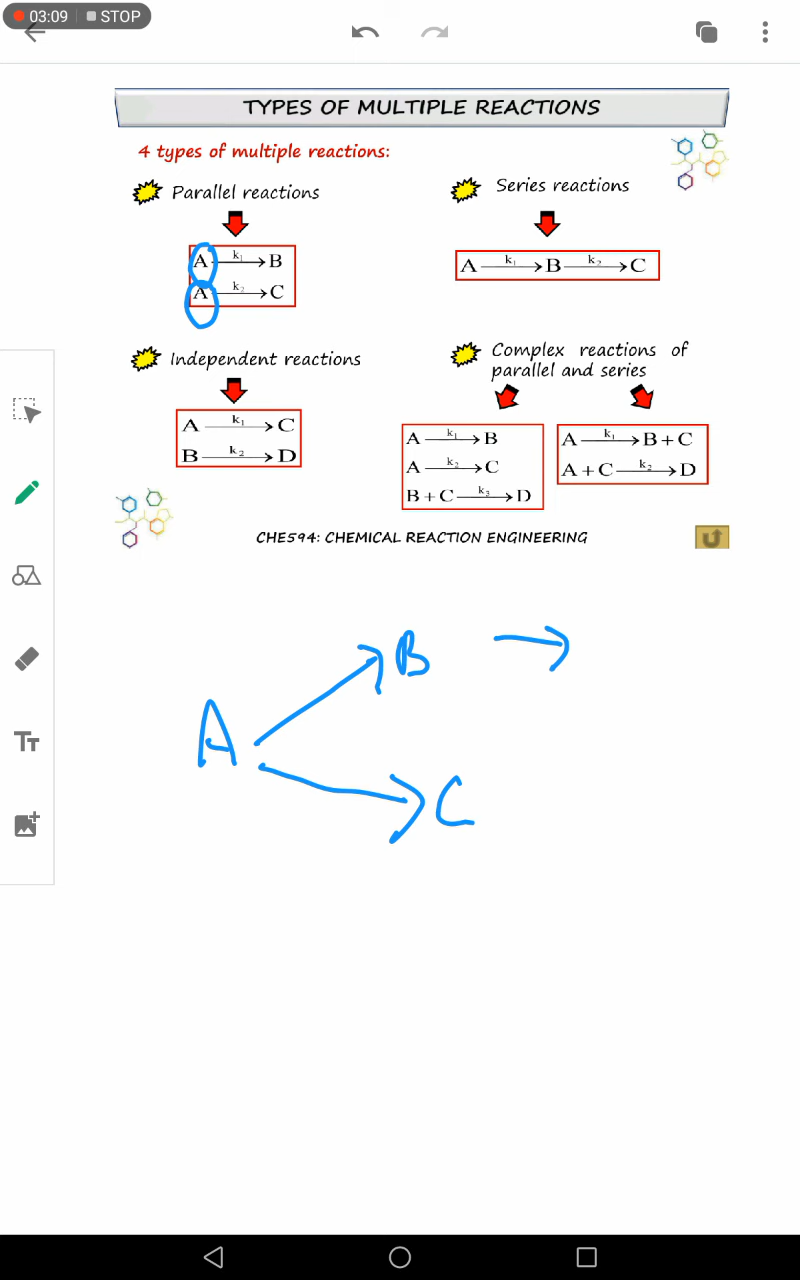 03:09 STOP
TYPES OF MULTIPLE REACTIONS
4 types of multiple reactions:
Parallel reactions
A k₁ → B
A k₂ → C
Series reactions
A k₁ → B k₂ → C
Independent reactions
A k₁ → C
B k₂ → D
Complex reactions of
parallel and series
A k₁ → B
A k₂ → C
B + C k₃ → D
A k₁ → B + C
A + C k₂ → D
CHE594: CHEMICAL REACTION ENGINEERING
B →
A
C
TT